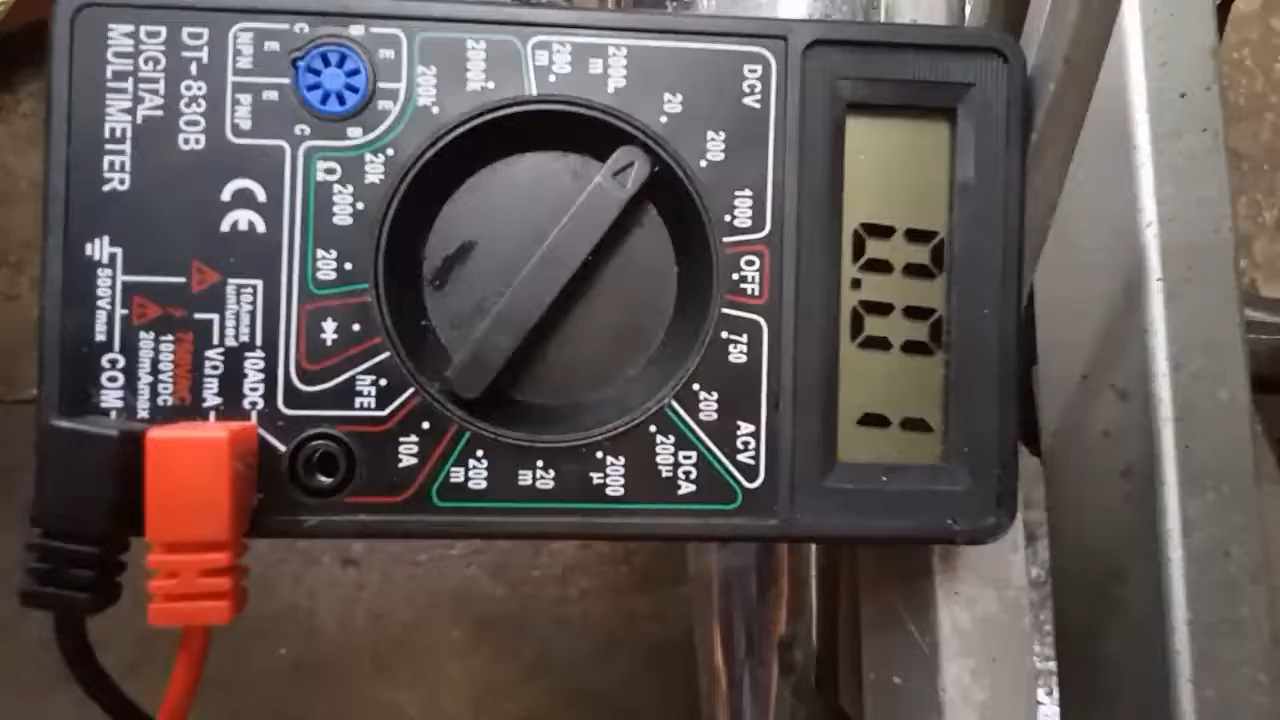 0.01
DCV
OFF
ACV
1000
750
200
200
20
DCA
200µ
2000m
2000µ
200m
20m
2000k
200m
200k
10A
20k
2000
Ω
200
hFE
NPN
PNP
E
B
C
E
E
B
C
E
10ADC
10Amax
unfused
VΩmA
750VAC
1000VDC
200mAmax
COM
500Vmax
CE
DT-830B
DIGITAL
MULTIMETER